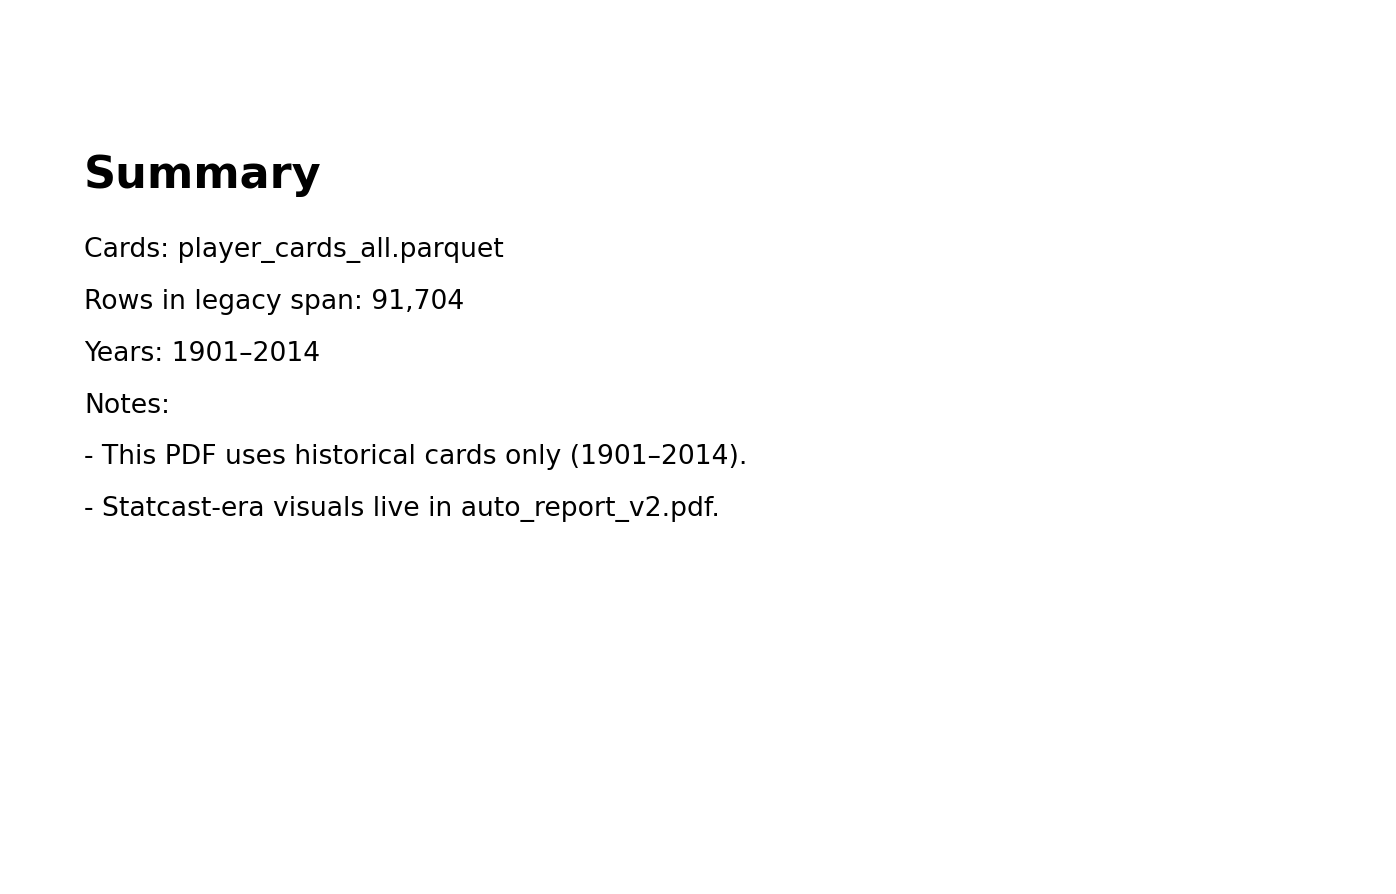 Summary
Cards: player_cards_all.parquet
Rows in legacy span: 91,704
Years: 1901–2014
Notes:
- This PDF uses historical cards only (1901–2014).
- Statcast-era visuals live in auto_report_v2.pdf.